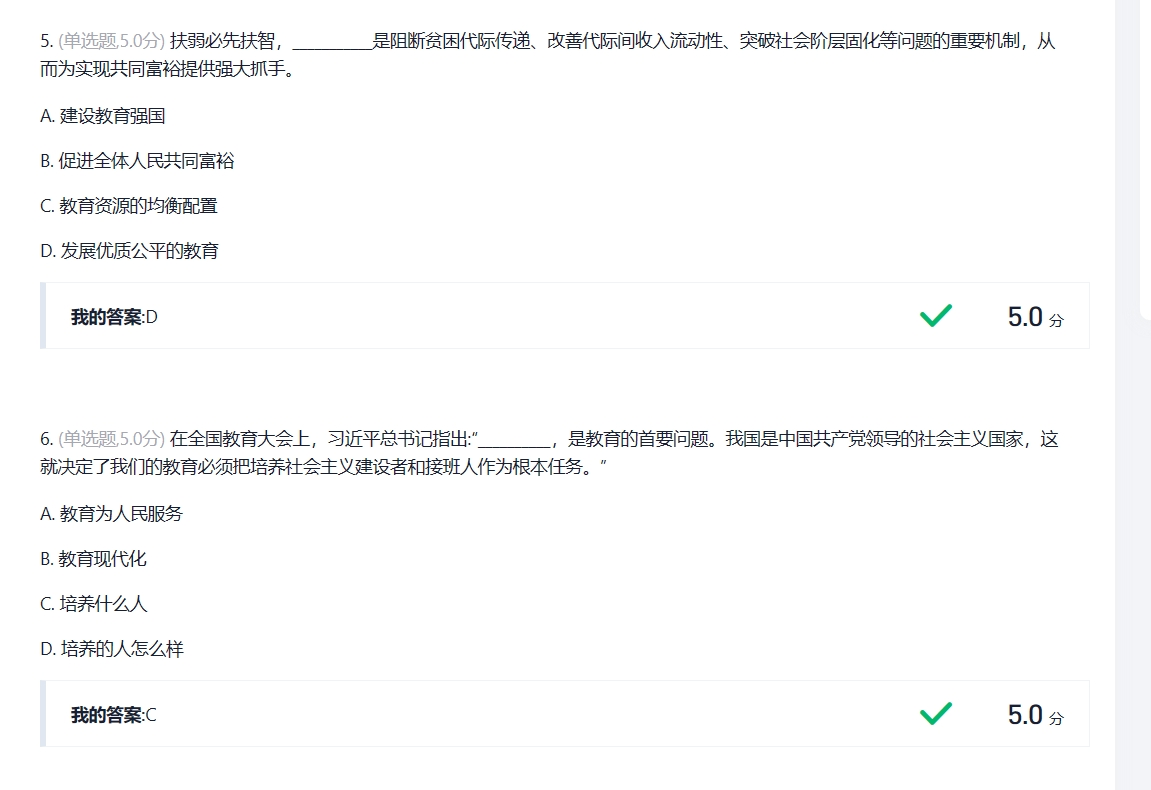 5. (单选题,5.0分) 扶弱必先扶智，_________是阻断贫困代际传递、改善代际间收入流动性、突破社会阶层固化等问题的重要机制，从
而为实现共同富裕提供强大抓手。
A. 建设教育强国
B. 促进全体人民共同富裕
C. 教育资源的均衡配置
D. 发展优质公平的教育
我的答案:D
5.0 分
6. (单选题,5.0分) 在全国教育大会上，习近平总书记指出:“________，是教育的首要问题。我国是中国共产党领导的社会主义国家，这
就决定了我们的教育必须把培养社会主义建设者和接班人作为根本任务。”
A. 教育为人民服务
B. 教育现代化
C. 培养什么人
D. 培养的人怎么样
我的答案:C
5.0 分